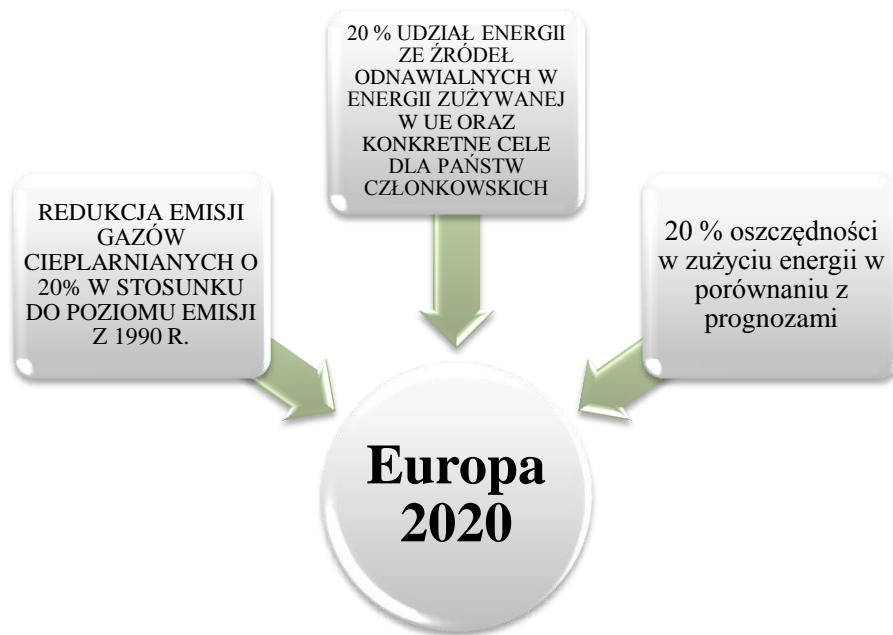 20 % UDZIAŁ ENERGII
ZE ŹRÓDEŁ
ODNAWIALNYCH W
ENERGII ZUŻYWANEJ
W UE ORAZ
KONKRETNE CELE
DLA PAŃSTW
CZŁONKOWSKICH
REDUKCJA EMISJI
GAZÓW
CIEPLARNIANYCH O
20% W STOSUNKU
DO POZIOMU EMISJI
Z 1990 R.
20 % oszczędności
w zużyciu energii w
porównaniu z
prognozami
Europa
2020